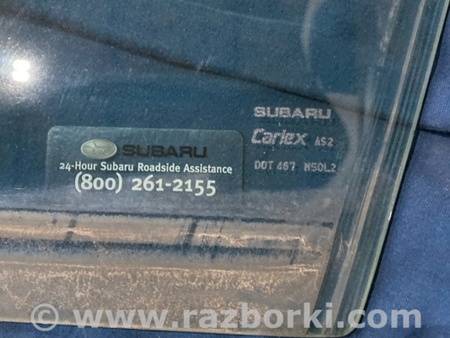 SUBARU
Carlex AS2
DOT 467 M50L2
SUBARU
24-Hour Subaru Roadside Assistance
(800) 261-2155
© www.razborki.com